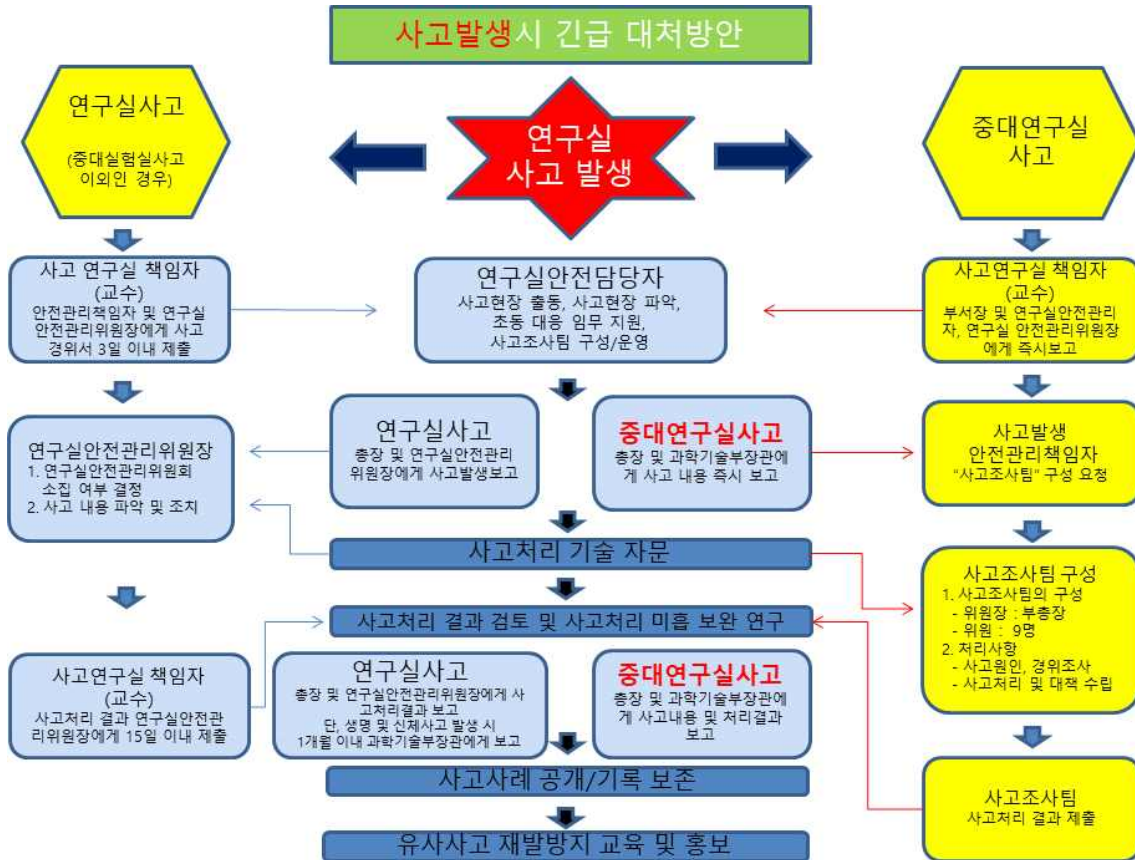 사고발생시 긴급 대처방안
연구실사고
(중대실험실사고
이외인 경우)
연구실
사고 발생
중대연구실
사고
사고 연구실 책임자
(교수)
안전관리책임자 및 연구실
안전관리위원장에게 사고
경위서 3일 이내 제출
연구실안전담당자
사고현장 출동, 사고현장 파악,
초동 대응 임무 지원,
사고조사팀 구성/운영
사고연구실 책임자
(교수)
부서장 및 연구실안전관리
자, 연구실 안전관리위원장
에게 즉시보고
연구실안전관리위원장
1. 연구실안전관리위원회
소집 여부 결정
2. 사고 내용 파악 및 조치
연구실사고
총장 및 연구실안전관리
위원장에게 사고발생보고
중대연구실사고
총장 및 과학기술부장관에
게 사고 내용 즉시 보고
사고발생
안전관리책임자
"사고조사팀" 구성 요청
사고처리 기술 자문
사고조사팀 구성
1. 사고조사팀의 구성
- 위원장 : 부총장
- 위원 : 9명
2. 처리사항
- 사고원인, 경위조사
- 사고처리 및 대책 수립
사고처리 결과 검토 및 사고처리 미흡 보완 연구
사고연구실 책임자
(교수)
사고처리 결과 연구실안전관
리위원장에게 15일 이내 제출
연구실사고
총장 및 연구실안전관리위원장에게 사
고처리결과 보고
단, 생명 및 신체사고 발생 시
1개월 이내 과학기술부장관에게 보고
중대연구실사고
총장 및 과학기술부장관에
게 사고내용 및 처리결과
보고
사고사례 공개/기록 보존
사고조사팀
사고처리 결과 제출
유사사고 재발방지 교육 및 홍보